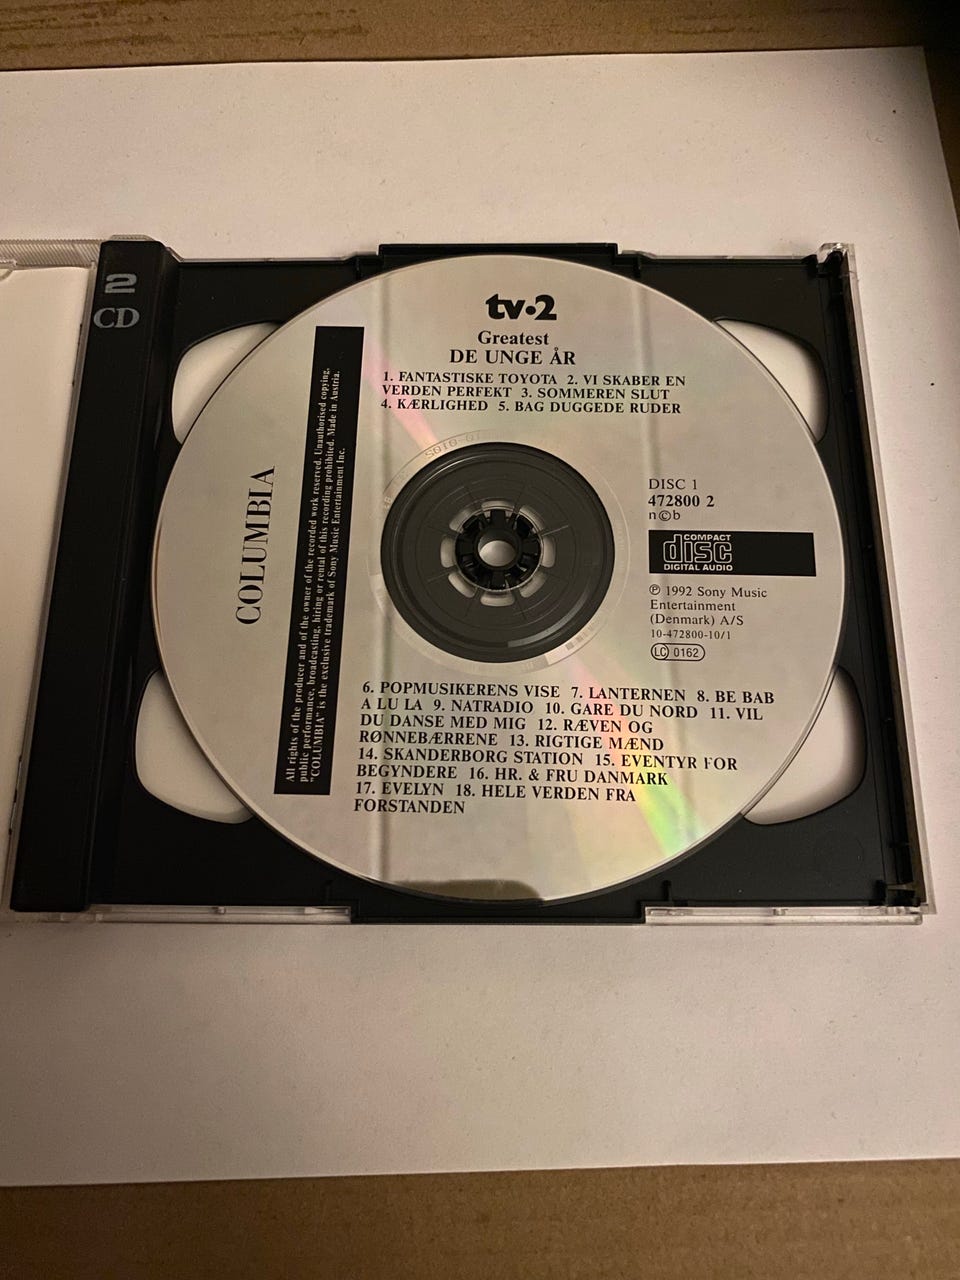 2
CD
tv•2
Greatest
DE UNGE ÅR
1. FANTASTISKE TOYOTA 2. VI SKABER EN
VERDEN PERFEKT 3. SOMMEREN SLUT
4. KÆRLIGHED 5. BAG DUGGEDE RUDER
DISC 1
472800 2
n©b
COMPACT
disc
DIGITAL AUDIO
℗ 1992 Sony Music
Entertainment
(Denmark) A/S
10-472800-10/1
LC 0162
COLUMBIA
All rights of the producer and of the owner of the recorded work reserved. Unauthorised copying,
public performance, broadcasting, hiring or rental of this recording prohibited. Made in Austria.
"COLUMBIA" is the exclusive trademark of Sony Music Entertainment Inc.
6. POPMUSIKERENS VISE 7. LANTERNEN 8. BE BAB
A LU LA 9. NATRADIO 10. GARE DU NORD 11. VIL
DU DANSE MED MIG 12. RÆVEN OG
RØNNEBÆRRENE 13. RIGTIGE MÆND
14. SKANDERBORG STATION 15. EVENTYR FOR
BEGYNDERE 16. HR. & FRU DANMARK
17. EVELYN 18. HELE VERDEN FRA
FORSTANDEN